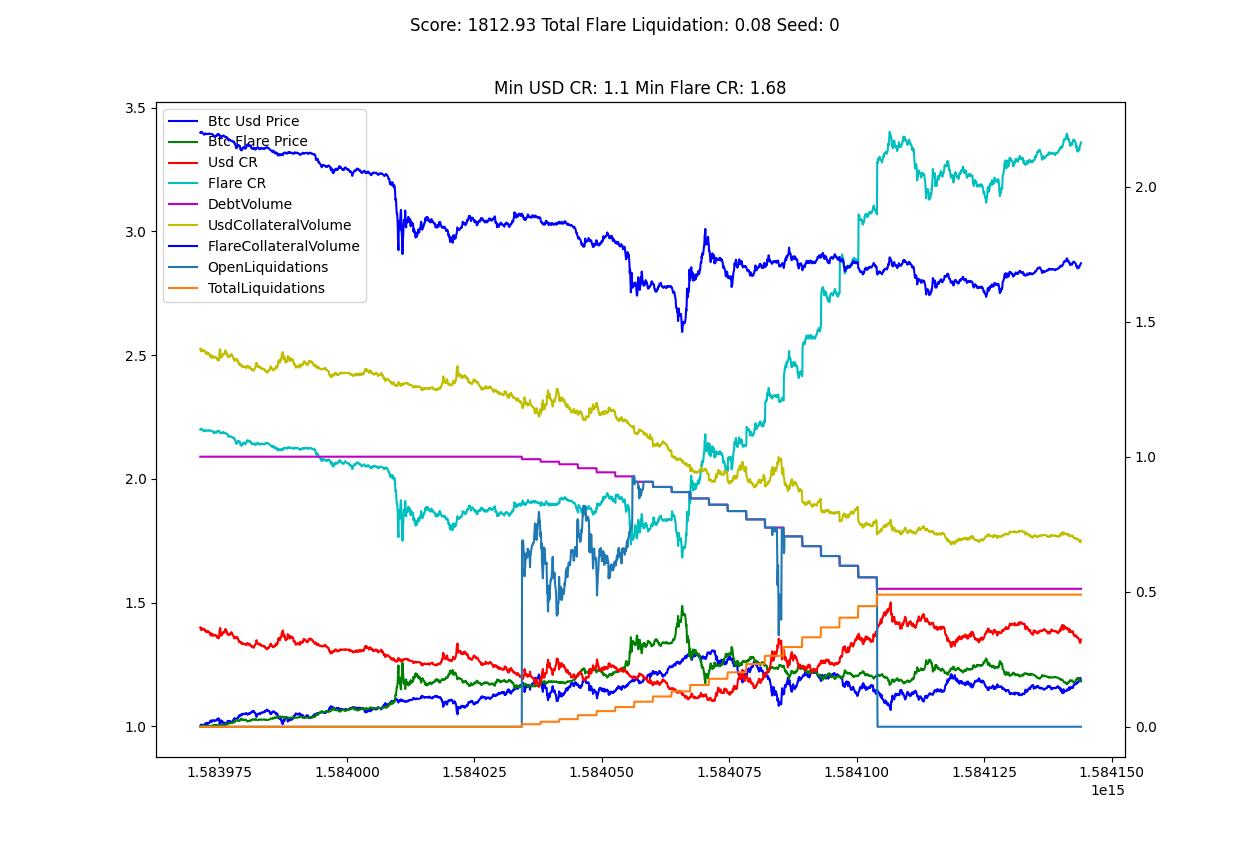 Score: 1812.93 Total Flare Liquidation: 0.08 Seed: 0
Min USD CR: 1.1 Min Flare CR: 1.68
Btc Usd Price
Btc Flare Price
Usd CR
Flare CR
DebtVolume
UsdCollateralVolume
FlareCollateralVolume
OpenLiquidations
TotalLiquidations
3.5
3.0
2.5
2.0
1.5
1.0
2.0
1.5
1.0
0.5
0.0
1.583975 1.584000 1.584025 1.584050 1.584075 1.584100 1.584125 1.584150
1e15